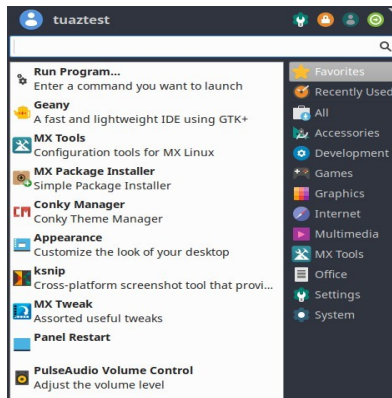 tuaztest
Run Program...
Enter a command you want to launch
Geany
A fast and lightweight IDE using GTK+
MX Tools
Configuration tools for MX Linux
MX Package Installer
Simple Package Installer
Conky Manager
Conky Theme Manager
Appearance
Customize the look of your desktop
ksnip
Cross-platform screenshot tool that provi...
MX Tweak
Assorted useful tweaks
Panel Restart
PulseAudio Volume Control
Adjust the volume level
Favorites
Recently Used
All
Accessories
Development
Games
Graphics
Internet
Multimedia
MX Tools
Office
Settings
System